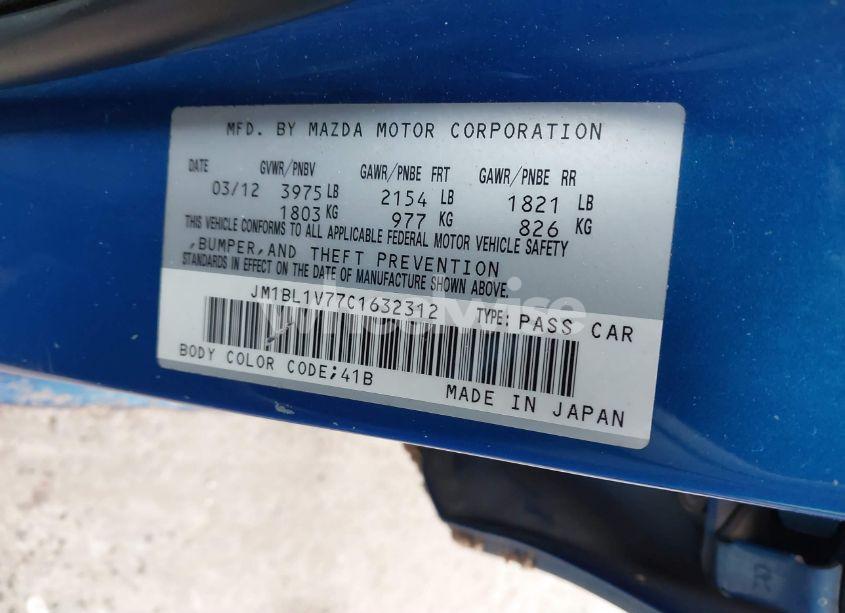 MFD. BY MAZDA MOTOR CORPORATION
DATE GVWR/PNBV GAWR/PNBE FRT GAWR/PNBE RR
03/12 3975 LB 2154 LB 1821 LB
1803 KG 977 KG 826 KG
THIS VEHICLE CONFORMS TO ALL APPLICABLE FEDERAL MOTOR VEHICLE SAFETY
,BUMPER,AND THEFT PREVENTION
STANDARDS IN EFFECT ON THE DATE OF MANUFACTURE SHOWN ABOVE.
JM1BL1V77C1632312 TYPE: PASS CAR
wheelwise
BODY COLOR CODE;41B MADE IN JAPAN
R